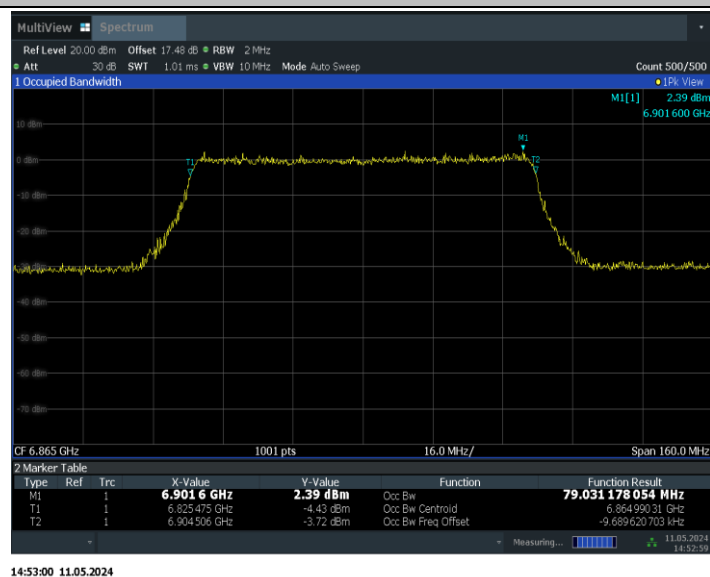 MultiView Spectrum
Ref Level 20.00 dBm Offset 17.48 dB RBW 2 MHz
Att 30 dB SWT 1.01 ms VBW 10 MHz Mode Auto Sweep Count 500/500
1 Occupied Bandwidth 1Pk View
M1[1] 2.39 dBm
6.901 600 GHz
10 dBm
M1
0 dBm
T1
T2
-10 dBm
-20 dBm
-40 dBm
-50 dBm
-60 dBm
-70 dBm
CF 6.865 GHz 1001 pts 16.0 MHz/ Span 160.0 MHz
2 Marker Table
Type Ref Trc X-Value Y-Value Function Function Result
M1 1 6.901 6 GHz 2.39 dBm Occ Bw 79.031 178 054 MHz
T1 1 6.825 475 GHz -4.43 dBm Occ Bw Centroid 6.864 990 31 GHz
T2 1 6.904 506 GHz -3.72 dBm Occ Bw Freq Offset -9.689 620 703 kHz
Measuring... 11.05.2024
14:52:59
14:53:00 11.05.2024